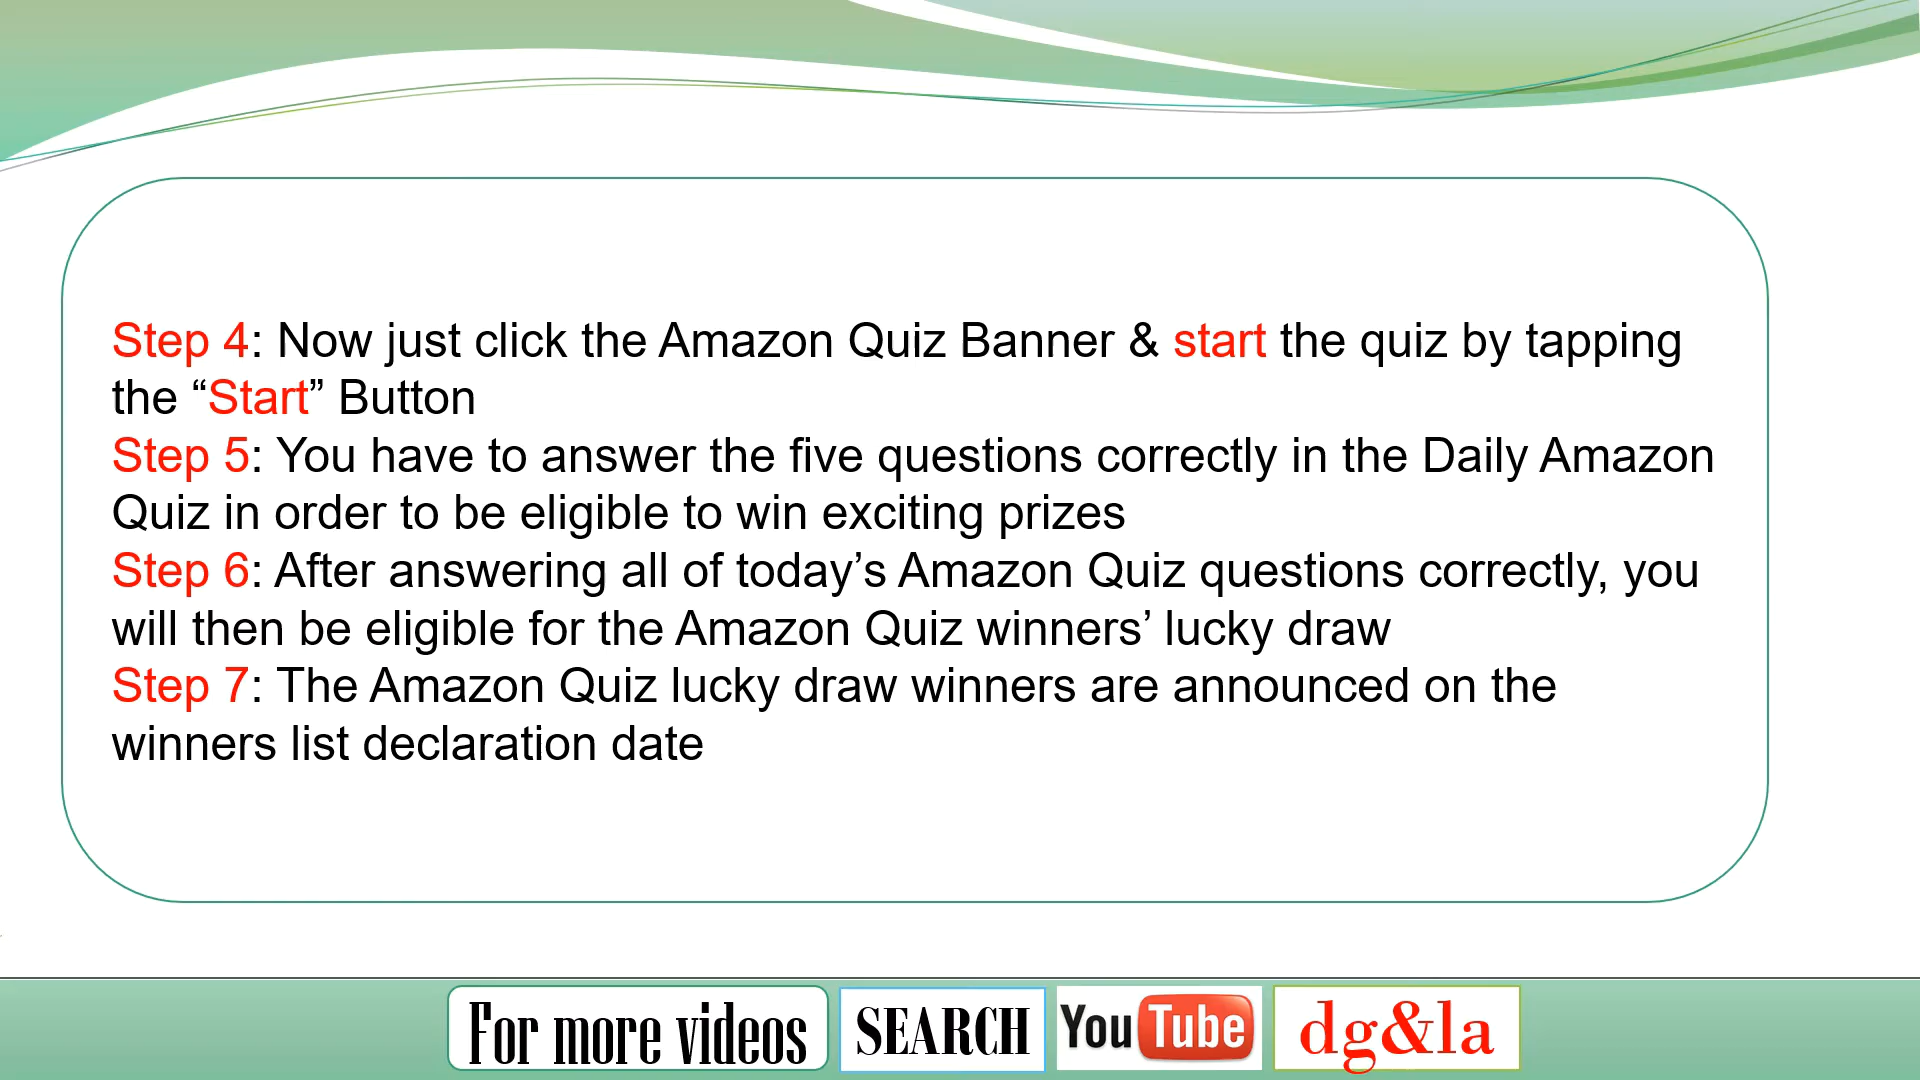 Step 4: Now just click the Amazon Quiz Banner & start the quiz by tapping
the “Start” Button
Step 5: You have to answer the five questions correctly in the Daily Amazon
Quiz in order to be eligible to win exciting prizes
Step 6: After answering all of today’s Amazon Quiz questions correctly, you
will then be eligible for the Amazon Quiz winners’ lucky draw
Step 7: The Amazon Quiz lucky draw winners are announced on the
winners list declaration date
For more videos SEARCH YouTube dg&la